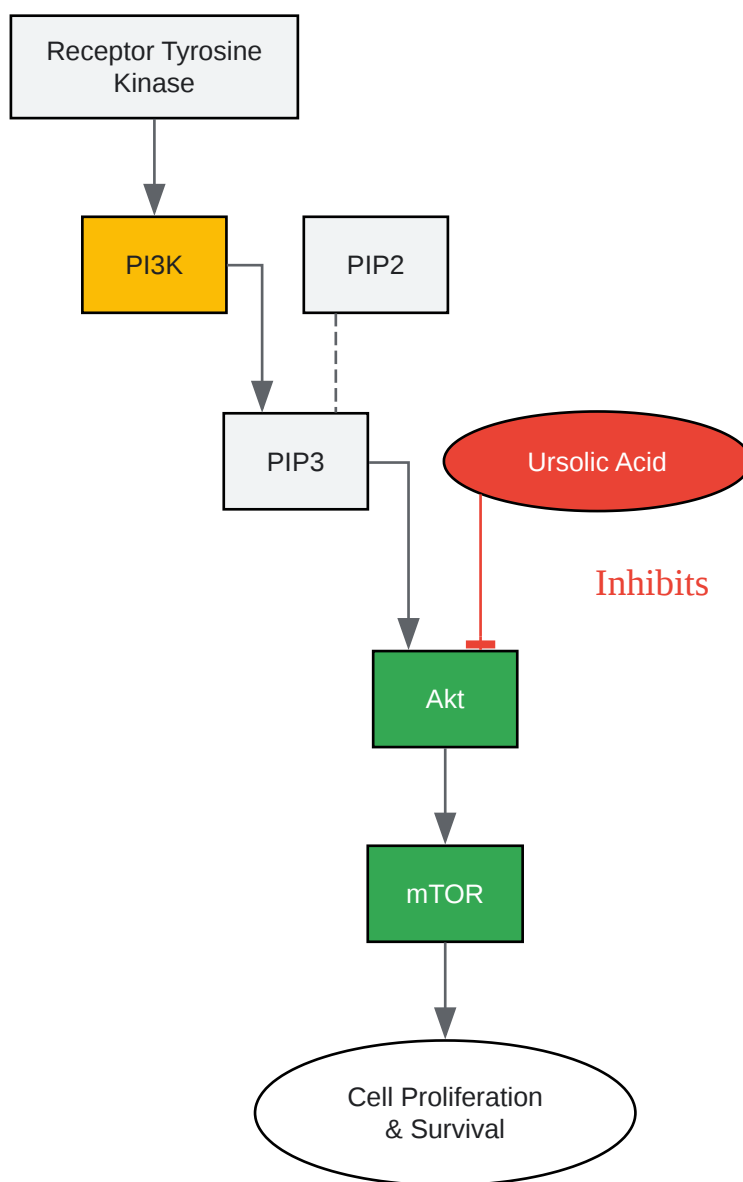 Receptor Tyrosine
Kinase
PI3K
PIP2
PIP3
Ursolic Acid
Inhibits
Akt
mTOR
Cell Proliferation
& Survival